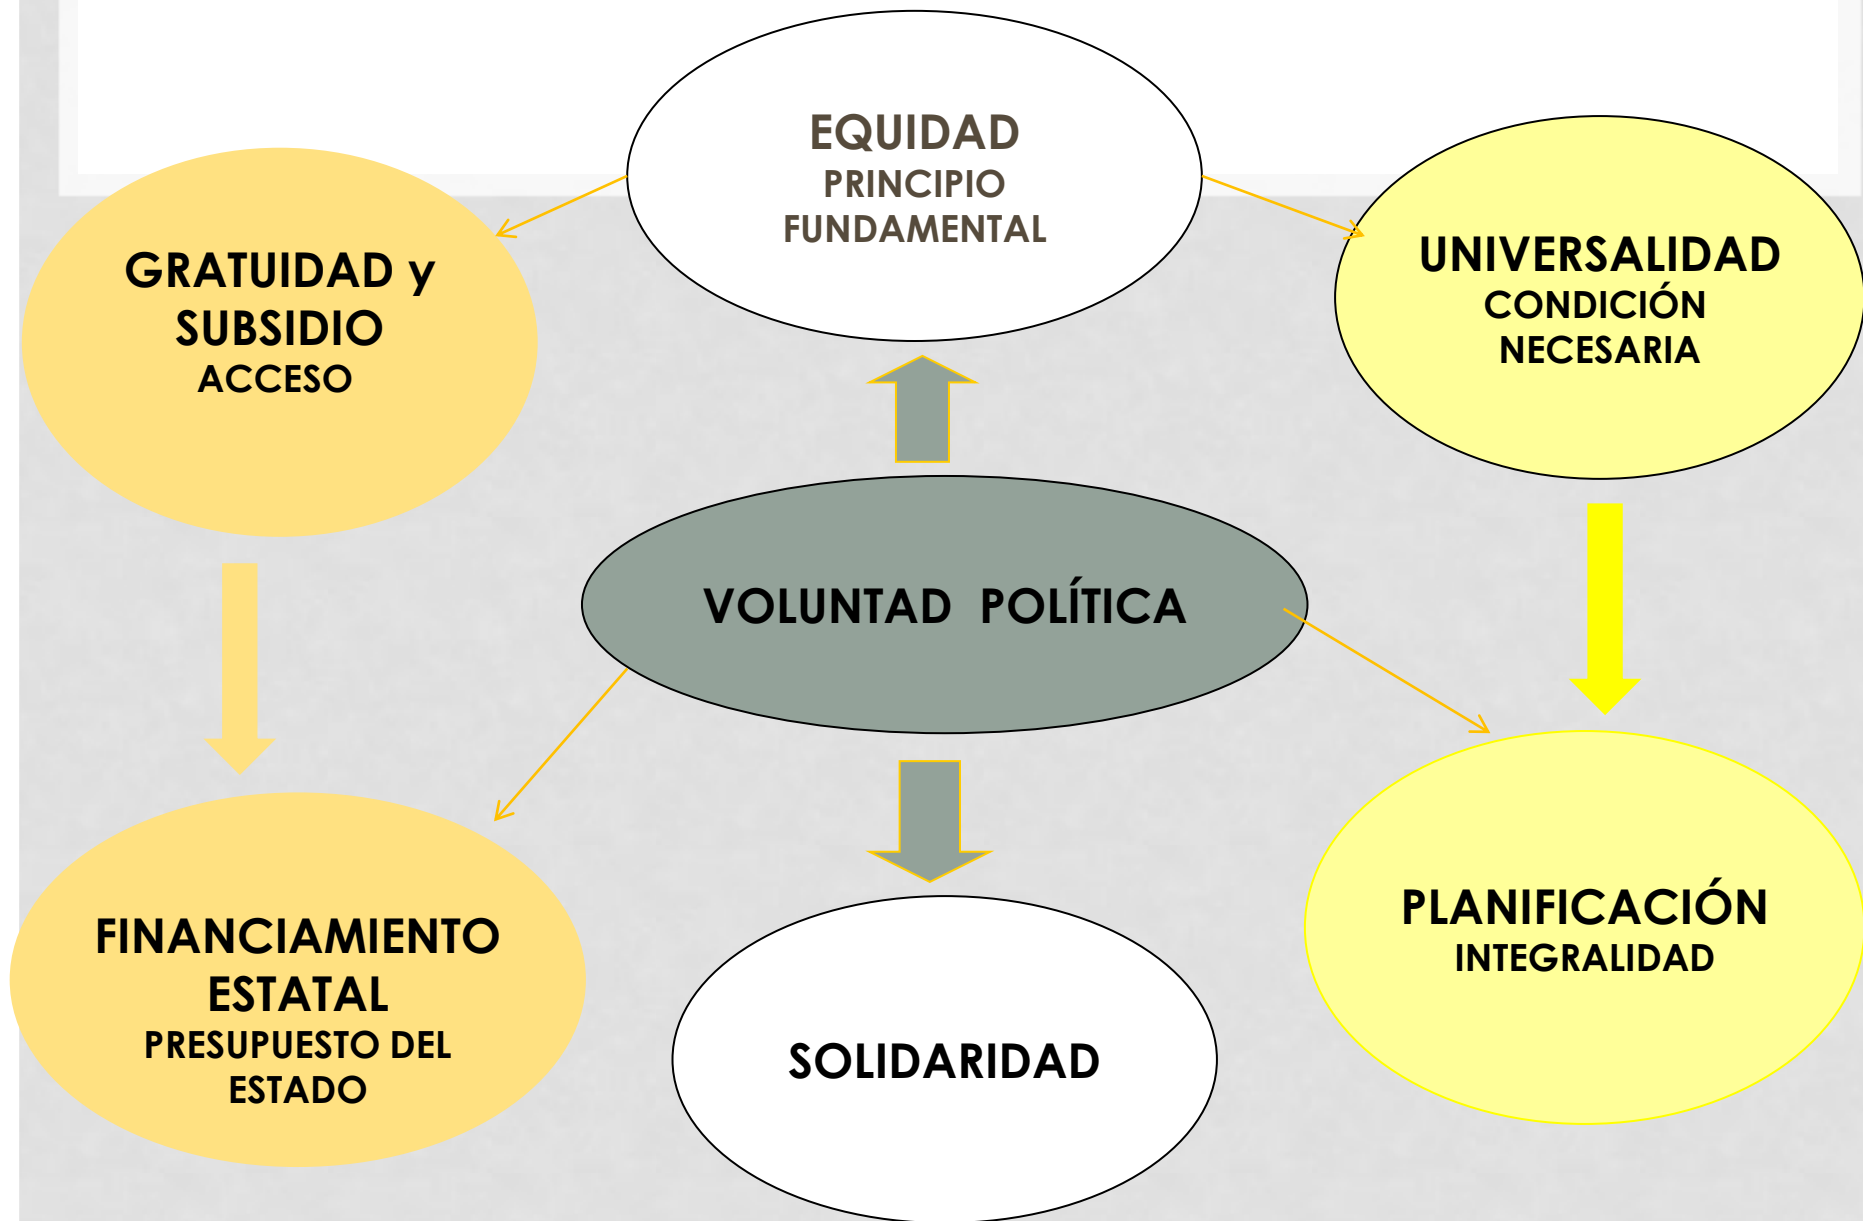 EQUIDAD
PRINCIPIO
FUNDAMENTAL
GRATUIDAD y
SUBSIDIO
ACCESO
UNIVERSALIDAD
CONDICIÓN
NECESARIA
VOLUNTAD POLÍTICA
FINANCIAMIENTO
ESTATAL
PRESUPUESTO DEL
ESTADO
SOLIDARIDAD
PLANIFICACIÓN
INTEGRALIDAD